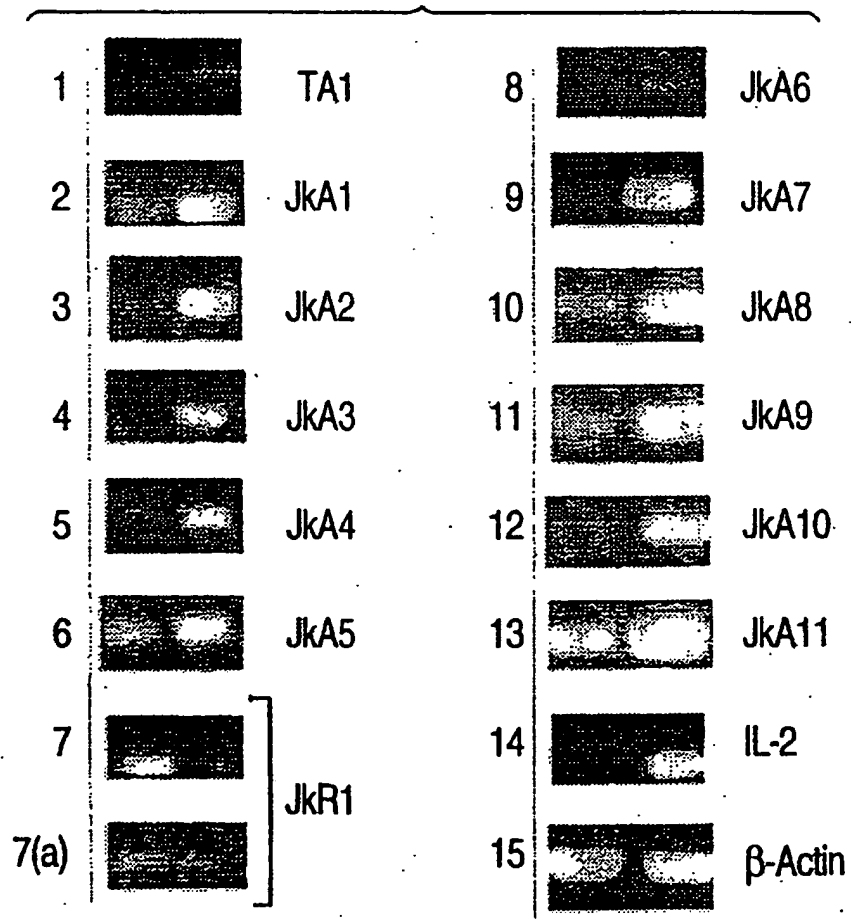 1 TA1
2 JkA1
3 JkA2
4 JkA3
5 JkA4
6 JkA5
7
JkR1
7(a)
8 JkA6
9 JkA7
10 JkA8
11 JkA9
12 JkA10
13 JkA11
14 IL-2
15 β-Actin